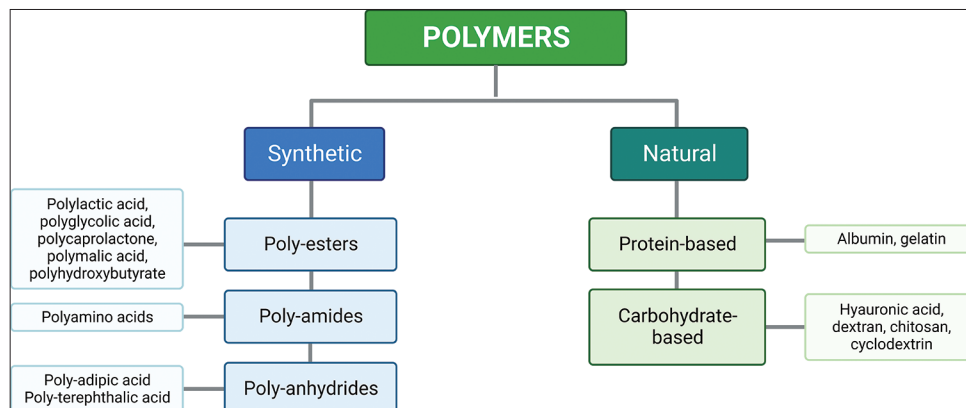 POLYMERS
Synthetic
Natural
Polylactic acid,
polyglycolic acid,
polycaprolactone,
polymalic acid,
polyhydroxybutyrate
Poly-esters
Protein-based
Albumin, gelatin
Polyamino acids
Poly-amides
Carbohydrate-
based
Hyauronic acid,
dextran, chitosan,
cyclodextrin
Poly-adipic acid
Poly-terephthalic acid
Poly-anhydrides